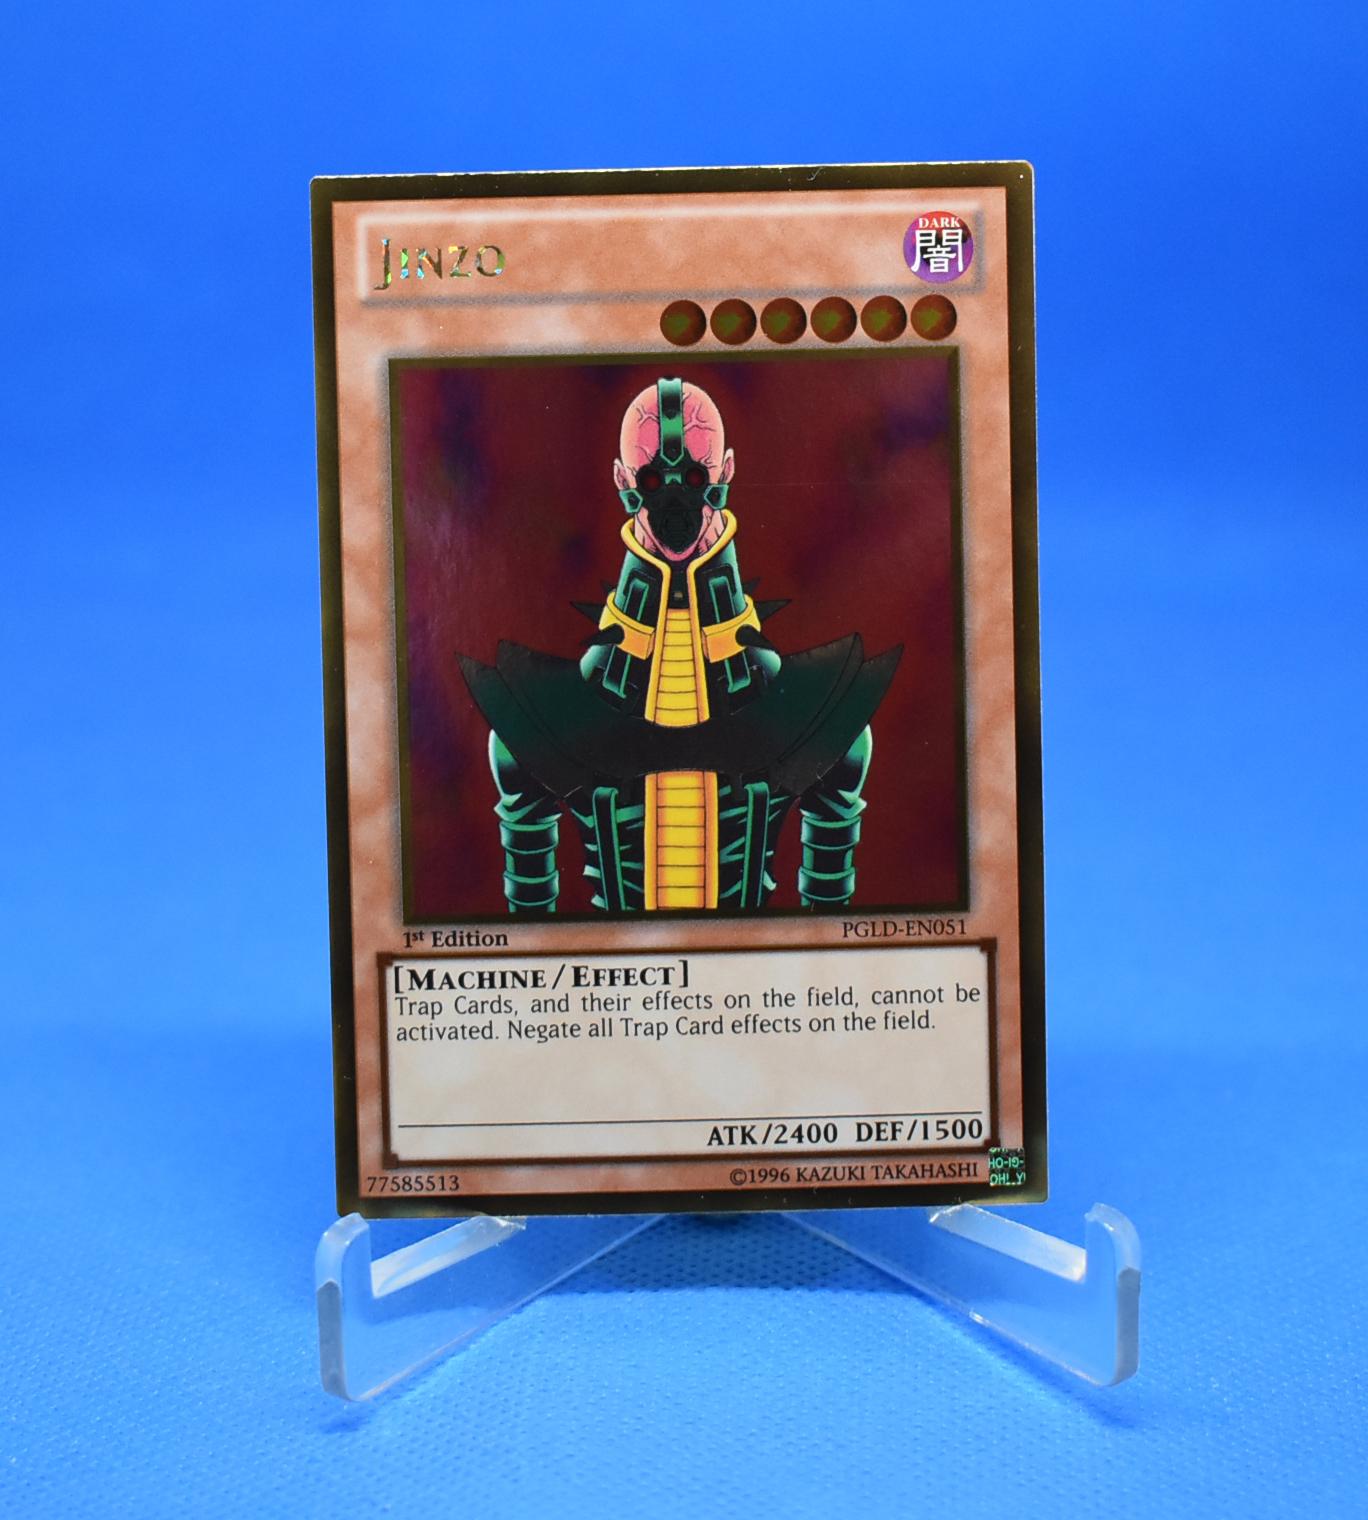 JINZO
DARK
闇
1st Edition
PGLD-EN051
[MACHINE/EFFECT]
Trap Cards, and their effects on the field, cannot be
activated. Negate all Trap Card effects on the field.
ATK/2400 DEF/1500
77585513
©1996 KAZUKI TAKAHASHI